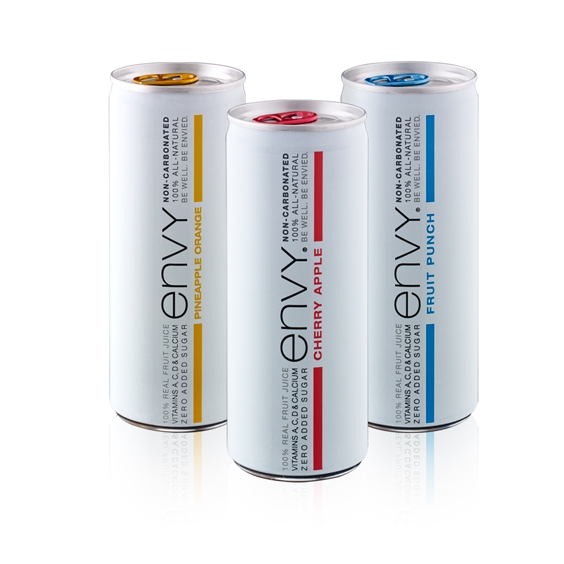 100% REAL FRUIT JUICE
VITAMINS A, C, D & CALCIUM
ZERO ADDED SUGAR
envy
NON-CARBONATED
100% ALL-NATURAL
BE WELL. BE ENVIED.
PINEAPPLE ORANGE
100% REAL FRUIT JUICE
VITAMINS A, C, D & CALCIUM
ZERO ADDED SUGAR
envy®
NON-CARBONATED
100% ALL-NATURAL
BE WELL. BE ENVIED.
CHERRY APPLE
100% REAL FRUIT JUICE
VITAMINS A, C, D & CALCIUM
ZERO ADDED SUGAR
envy®
NON-CARBONATED
100% ALL-NATURAL
BE WELL. BE ENVIED.
FRUIT PUNCH